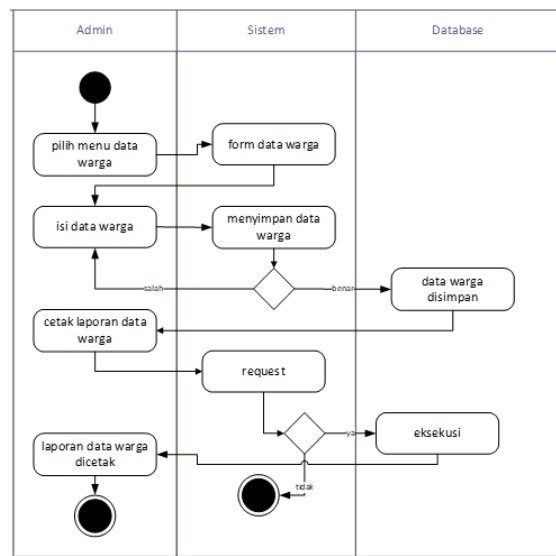 Admin
Sistem
Database
pilih menu data
warga
form data warga
isi data warga
menyimpan data
warga
salah
benar
data warga
disimpan
cetak laporan data
warga
request
ya
eksekusi
laporan data warga
dicetak
tidak